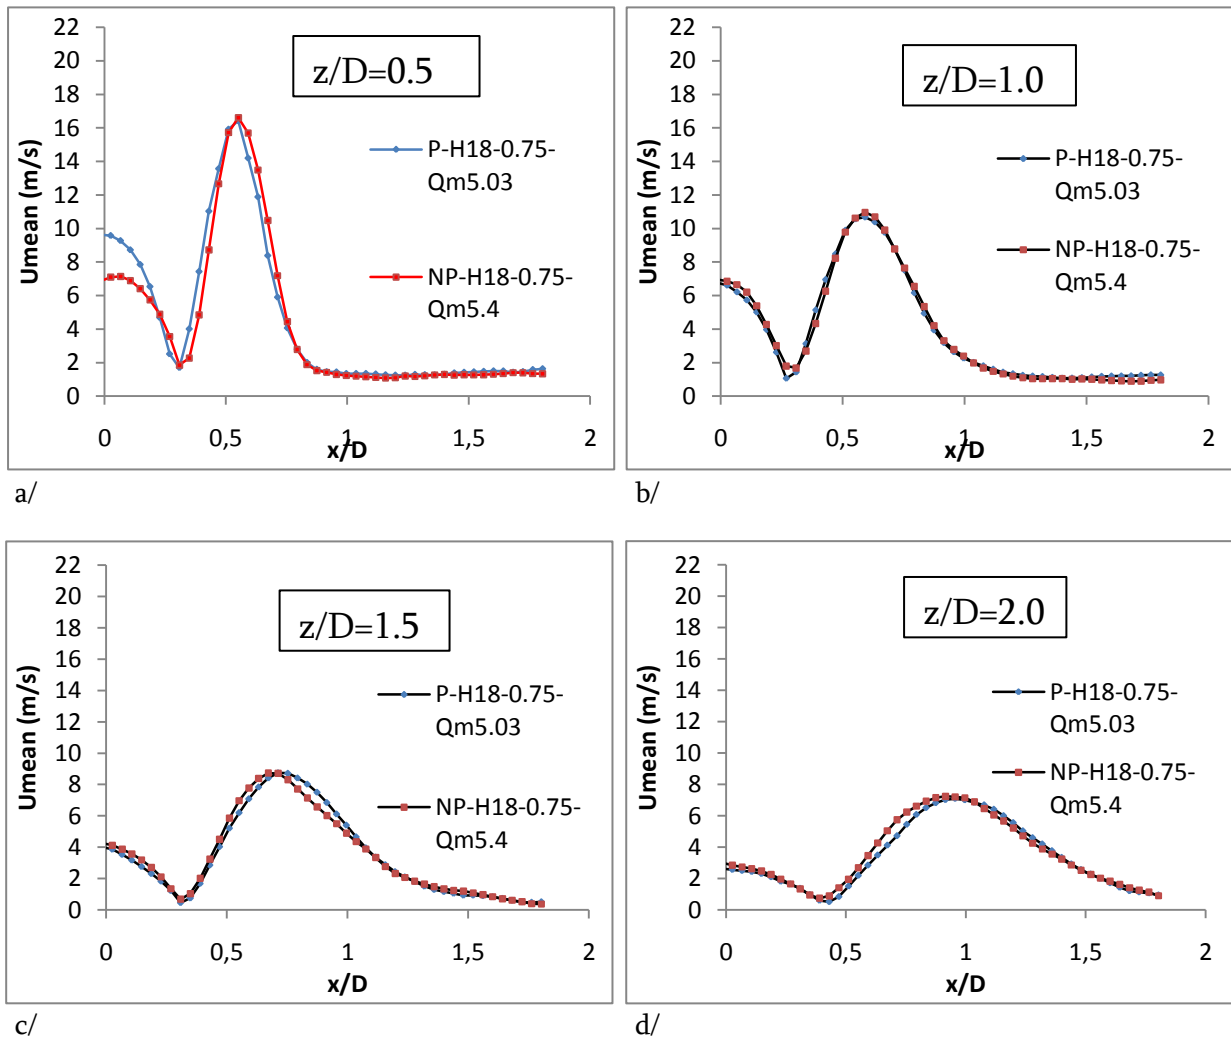 22
20
18
16
14
12
10
8
6
4
2
0
Umean (m/s)
z/D=0.5
P-H18-0.75-
Qm5.03
NP-H18-0.75-
Qm5.4
0 0,5 1 1,5 2
x/D
a/
22
20
18
16
14
12
10
8
6
4
2
0
Umean (m/s)
z/D=1.0
P-H18-0.75-
Qm5.03
NP-H18-0.75-
Qm5.4
0 0,5 1 1,5 2
x/D
b/
22
20
18
16
14
12
10
8
6
4
2
0
Umean (m/s)
z/D=1.5
P-H18-0.75-
Qm5.03
NP-H18-0.75-
Qm5.4
0 0,5 1 1,5 2
x/D
c/
22
20
18
16
14
12
10
8
6
4
2
0
Umean (m/s)
z/D=2.0
P-H18-0.75-
Qm5.03
NP-H18-0.75-
Qm5.4
0 0,5 1 1,5 2
x/D
d/